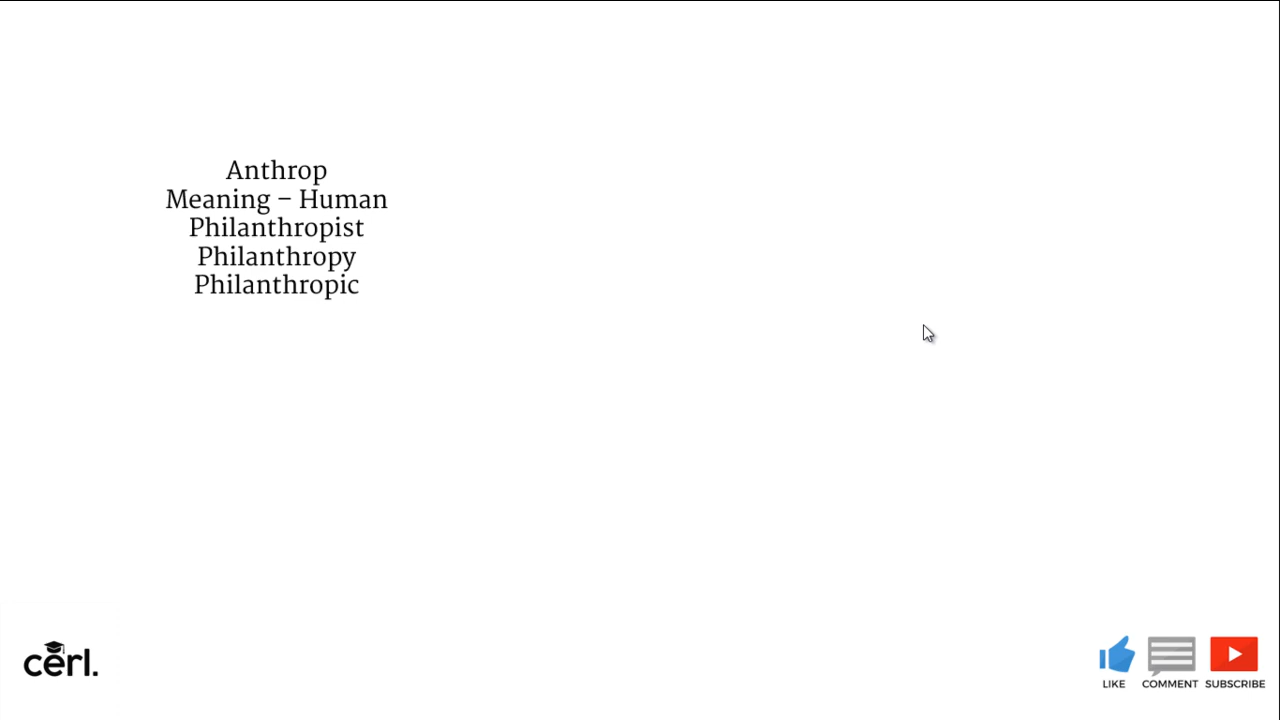 Anthrop
Meaning – Human
Philanthropist
Philanthropy
Philanthropic
cerl.
LIKE COMMENT SUBSCRIBE